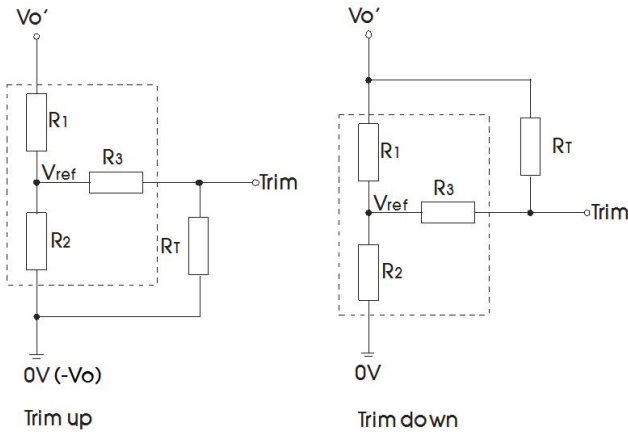 Vo'
R1
Vref
R3
Trim
R2
RT
0V (-Vo)
Trim up
Vo'
R1
RT
Vref
R3
Trim
R2
0V
Trim down